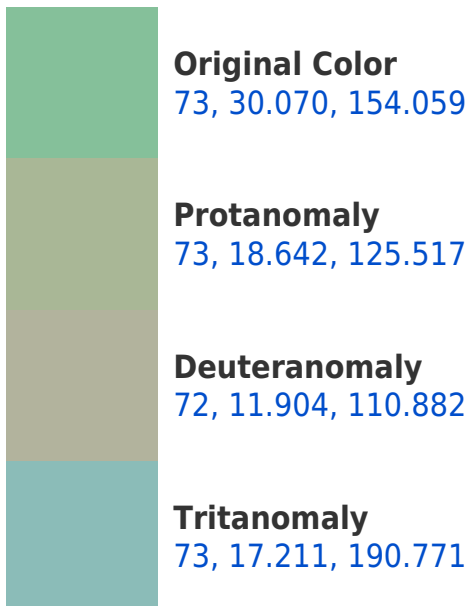 Original Color
73, 30.070, 154.059
Protanomaly
73, 18.642, 125.517
Deuteranomaly
72, 11.904, 110.882
Tritanomaly
73, 17.211, 190.771